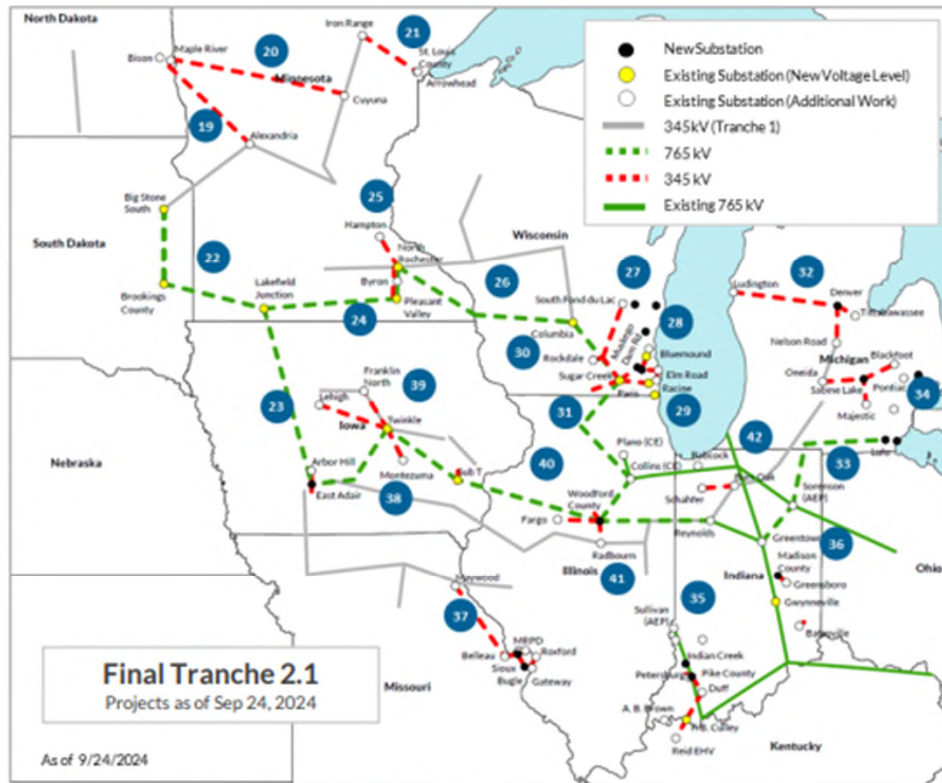 North Dakota
Iron Range
21
20
Maple River
Bison
Minnesota
St. Louis
County
Arrowhead
Cuyuna
19
Alexandria
New Substation
Existing Substation (New Voltage Level)
Existing Substation (Additional Work)
345kV (Tranche 1)
765 kV
345 kV
Existing 765 kV
Big Stone
South
25
Hampton
South Dakota
22
North
Rochester
Wisconsin
Byron
26
27
32
Ludington
Denver
Tittabawassee
Brookings
County
Lakefield
Junction
Pleasant
Valley
24
South Fond du Lac
Columbia
28
30
Rockdale
Mukwonago
Bluemound
Sugar Creek
Elm Road
Paris
Racine
29
Nelson Road
Michigan
Blackfoot
Oneida
Sabine Lake
Pontiac
34
Majestic
Franklin
North
39
Lehigh
23
Iowa
Twinkle
31
42
Plano (CE)
Collins (CE)
Babcock
Nebraska
Arbor Hill
Montezuma
Sub T
40
Lulu
33
East Adair
38
Woodford
County
Schahfer
Sorenson
(AEP)
Fargo
Reynolds
Greentown
36
Radbourn
Illinois
41
Madison
County
Indiana
Greensboro
Ohio
Maywood
35
Gwynneville
37
Sullivan
(AEP)
Batesville
Belleau
MRPD
Roxford
Sioux
Bugle
Gateway
Indian Creek
Petersburg
Pike County
Duff
A. B. Brown
F. B. Culley
Reid EHV
Kentucky
Missouri
Final Tranche 2.1
Projects as of Sep 24, 2024
As of 9/24/2024